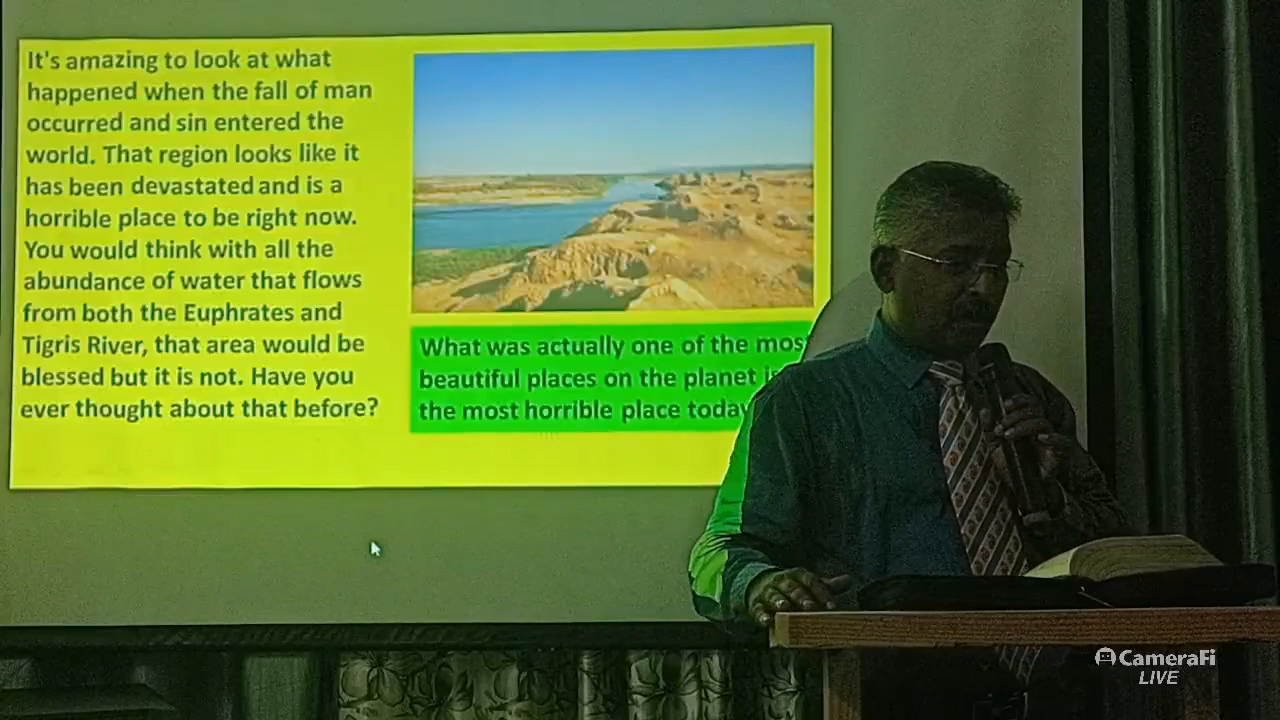 It's amazing to look at what
happened when the fall of man
occurred and sin entered the
world. That region looks like it
has been devastated and is a
horrible place to be right now.
You would think with all the
abundance of water that flows
from both the Euphrates and
Tigris River, that area would be
blessed but it is not. Have you
ever thought about that before?
What was actually one of the mos
beautiful places on the planet is
the most horrible place today
CameraFi
LIVE